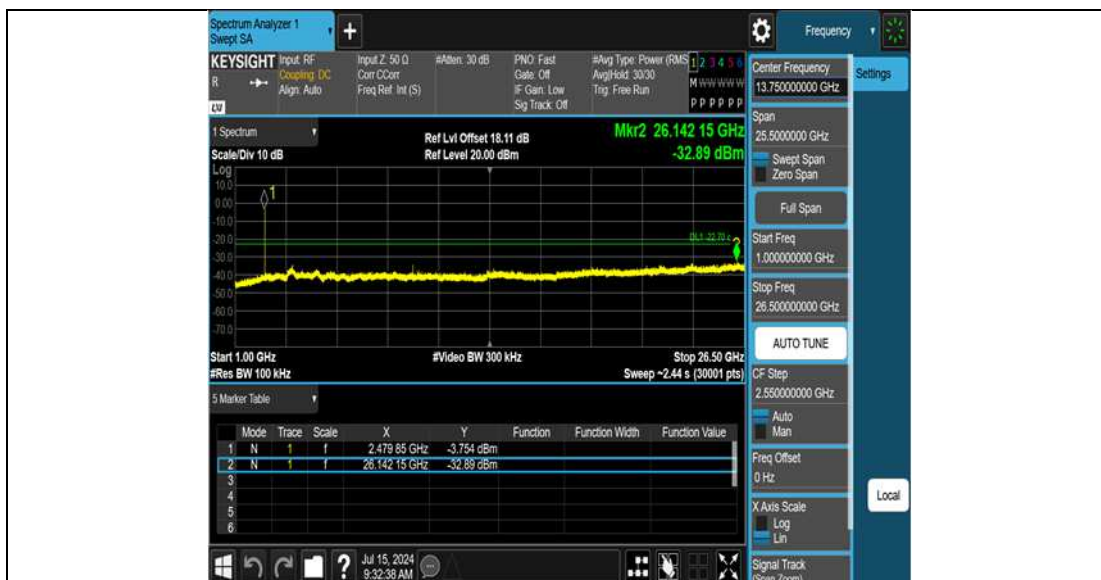 Spectrum Analyzer 1
Swept SA
+
Frequency
KEYSIGHT
R
LXI
Input: RF
Coupling: DC
Align: Auto
Input Z: 50 Ω
Corr CCorr
Freq Ref: Int (S)
#Atten: 30 dB
PNO: Fast
Gate: Off
IF Gain: Low
Sig Track: Off
#Avg Type: Power (RMS
Avg|Hold: 30/30
Trig: Free Run
1 2 3 4 5 6
M W W W W W
P P P P P P
Center Frequency
13.750000000 GHz
Settings
Span
25.5000000 GHz
Swept Span
Zero Span
Full Span
Start Freq
1.000000000 GHz
Stop Freq
26.500000000 GHz
AUTO TUNE
CF Step
2.550000000 GHz
Auto
Man
Freq Offset
0 Hz
X Axis Scale
Log
Lin
Signal Track
(Span Zoom)
Local
1 Spectrum
Scale/Div 10 dB
Ref Lvl Offset 18.11 dB
Ref Level 20.00 dBm
Mkr2 26.142 15 GHz
-32.89 dBm
Log
10.0
0.00
-10.0
-20.0
-30.0
-40.0
-50.0
-60.0
-70.0
1
DL1 -22.70
2
Start 1.00 GHz
#Video BW 300 kHz
Stop 26.50 GHz
#Res BW 100 kHz
Sweep ~2.44 s (30001 pts)
5 Marker Table
Mode Trace Scale X Y Function Function Width Function Value
1 N 1 f 2.479 85 GHz -3.754 dBm
2 N 1 f 26.142 15 GHz -32.89 dBm
3
4
5
6
?
Jul 15, 2024
9:32:38 AM